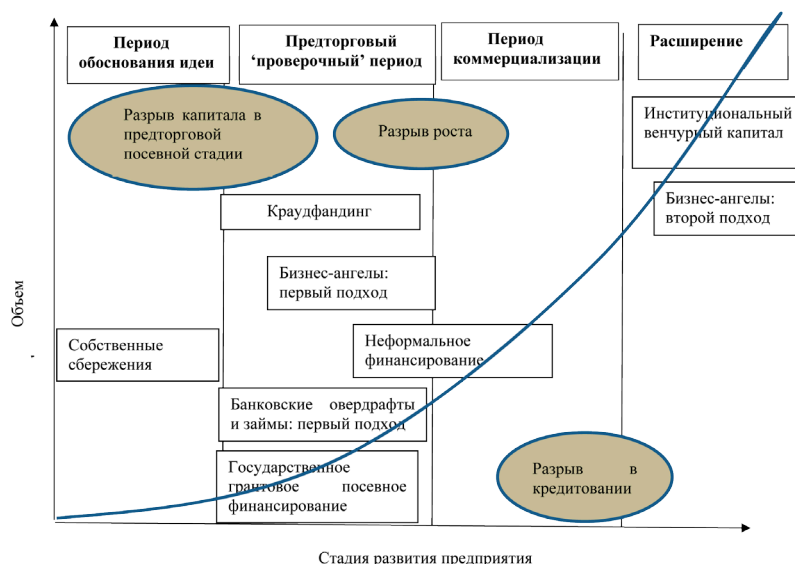 Период
обоснования идеи
Предторговый
‘проверочный’ период
Период
коммерциализации
Расширение
Разрыв капитала в
предторговой
посевной стадии
Разрыв роста
Институциональный
венчурный капитал
Краудфандинг
Бизнес-ангелы:
второй подход
Бизнес-ангелы:
первый подход
Объем
Собственные
сбережения
Неформальное
финансирование
Банковские овердрафты
и займы: первый подход
Государственное
грантовое посевное
финансирование
Разрыв в
кредитовании
Стадия развития предприятия